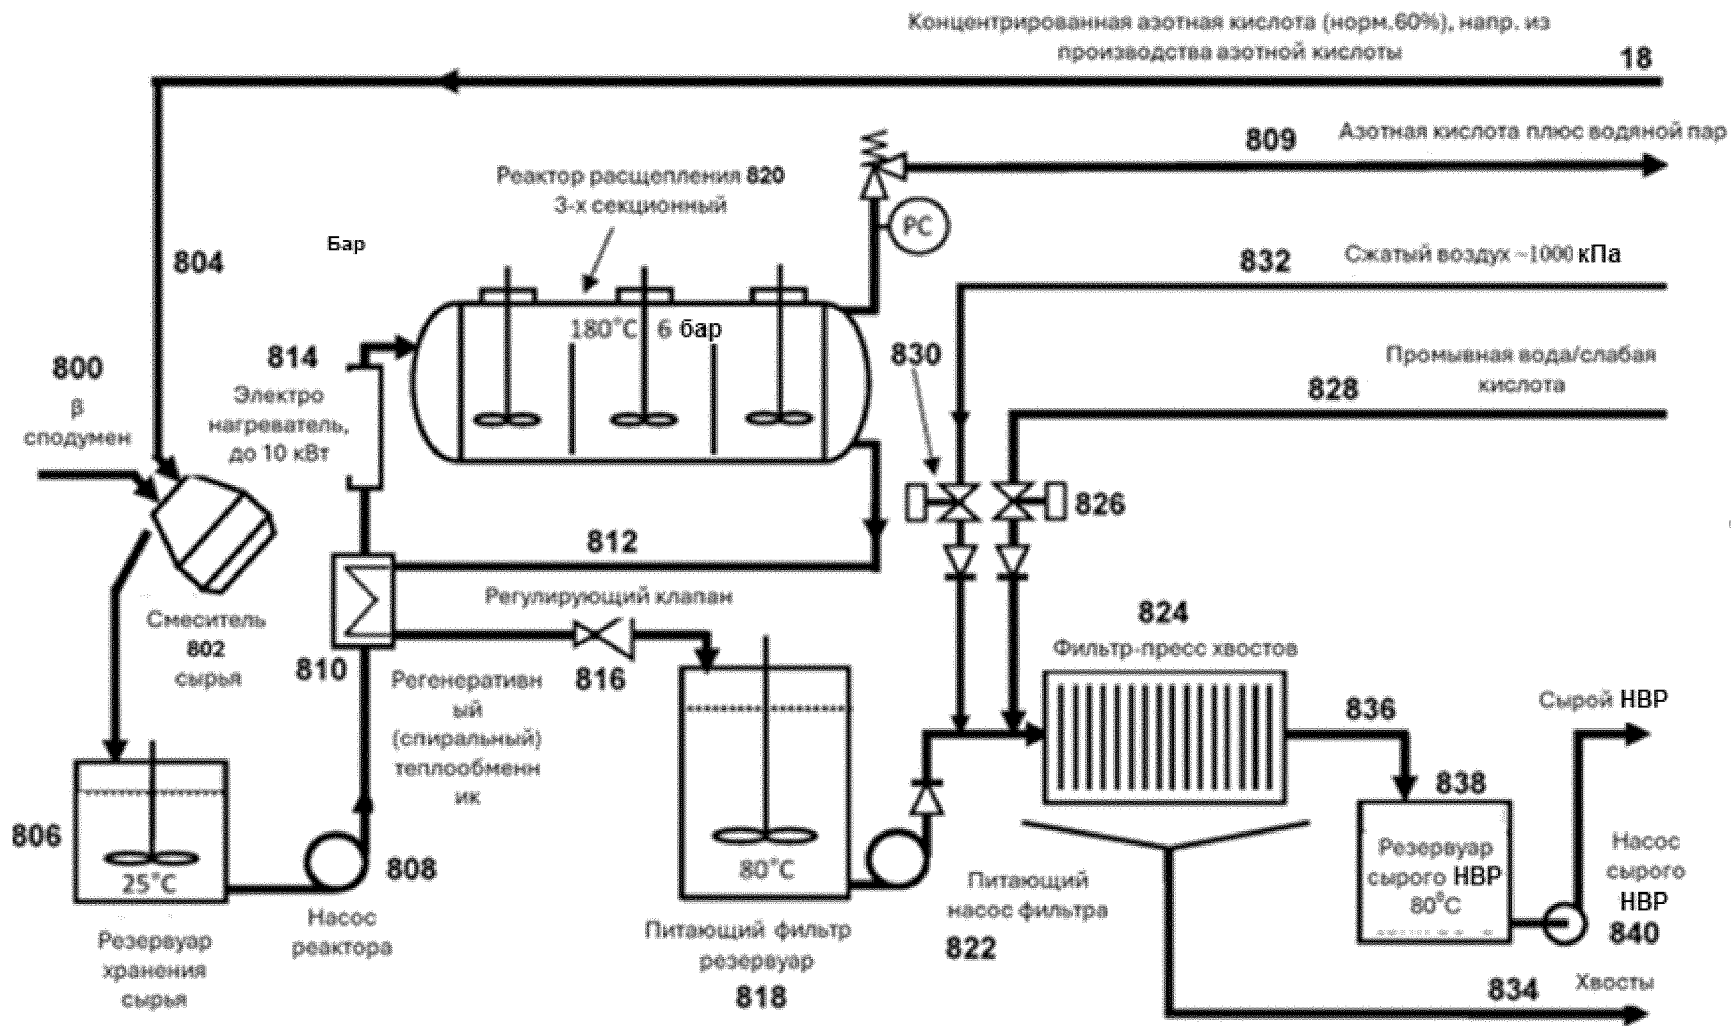 Концентрированная азотная кислота (норм.60%), напр. из
производства азотной кислоты
18
809
Азотная кислота плюс водяной пар
Реактор расщепления 820
3-х секционный
PC
Бар
804
832
Сжатый воздух ~1000 кПа
180°C 6 бар
814
830
800
β
сподумен
Электро
нагреватель,
до 10 кВт
Промывная вода/слабая
кислота
828
826
812
Регулирующий клапан
824
Фильтр-пресс хвостов
Смеситель
802
сырья
810
816
Регенеративн
ый
(спиральный)
теплообменн
ик
836
Сырой НВР
838
806
25°C
808
80°C
Резервуар
сырого НВР
80°C
Насос
сырого
НВР
840
Питающий
насос фильтра
822
Насос
реактора
Резервуар
хранения
сырья
Питающий фильтр
резервуар
818
834
Хвосты